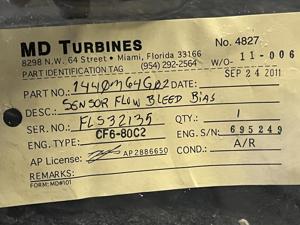 MD TURBINES No. 4827
8298 N.W. 64 Street • Miami, Florida 33166
PART IDENTIFICATION TAG (954) 292-2564 W/O- 11-006
SEP 24 2011
PART NO.: 1440M64G02 DATE:
DESC.: SENSOR FLOW BLEED BIAS
SER. NO.: FLS32135 QTY.: 1
ENG. TYPE: CF6-80C2 ENG. S/N: 695249
AP License: AP2886650 COND.: A/R
REMARKS:
FORM: MD#101